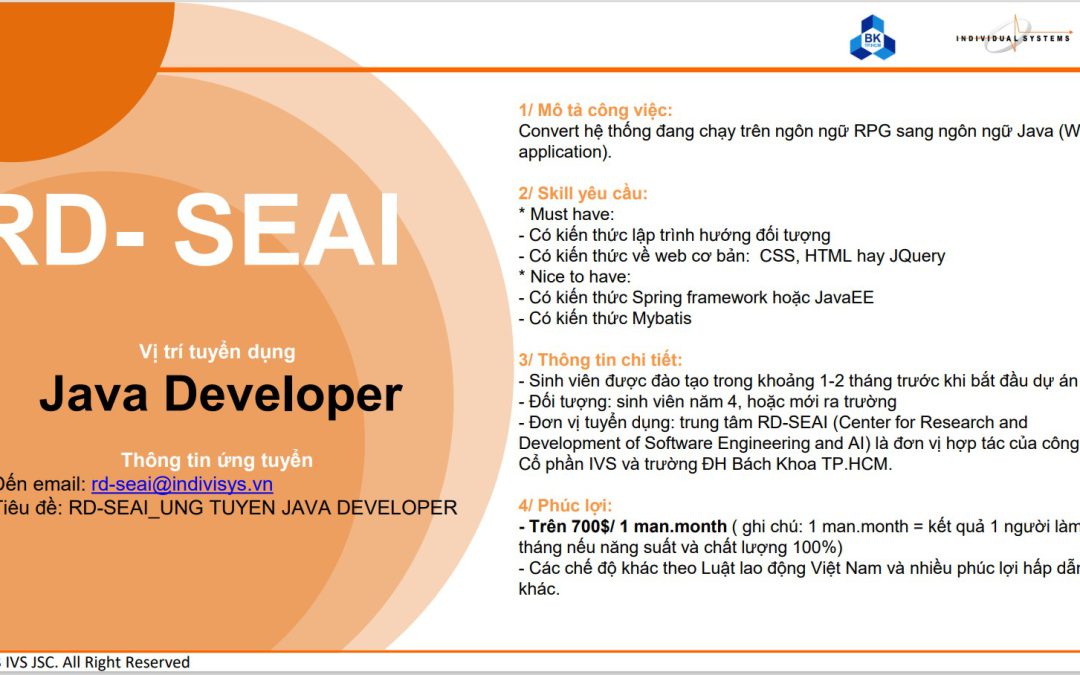 BK
TP.HCM
INDIVIDUAL SYSTEMS
RD- SEAI
Vị trí tuyển dụng
Java Developer
Thông tin ứng tuyển
Đến email: rd-seai@indivisys.vn
Tiêu đề: RD-SEAI_UNG TUYEN JAVA DEVELOPER
1/ Mô tả công việc:
Convert hệ thống đang chạy trên ngôn ngữ RPG sang ngôn ngữ Java (W
application).
2/ Skill yêu cầu:
* Must have:
- Có kiến thức lập trình hướng đối tượng
- Có kiến thức về web cơ bản: CSS, HTML hay JQuery
* Nice to have:
- Có kiến thức Spring framework hoặc JavaEE
- Có kiến thức Mybatis
3/ Thông tin chi tiết:
- Sinh viên được đào tạo trong khoảng 1-2 tháng trước khi bắt đầu dự án
- Đối tượng: sinh viên năm 4, hoặc mới ra trường
- Đơn vị tuyển dụng: trung tâm RD-SEAI (Center for Research and
Development of Software Engineering and AI) là đơn vị hợp tác của công
Cổ phần IVS và trường ĐH Bách Khoa TP.HCM.
4/ Phúc lợi:
- Trên 700$/ 1 man.month ( ghi chú: 1 man.month = kết quả 1 người làm
tháng nếu năng suất và chất lượng 100%)
- Các chế độ khác theo Luật lao động Việt Nam và nhiều phúc lợi hấp dẫn
khác.
IVS JSC. All Right Reserved